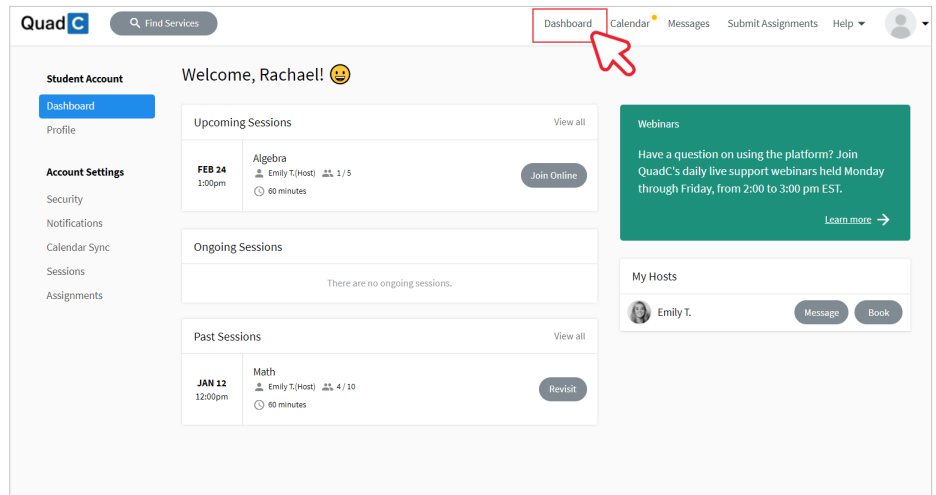 QuadC
Find Services
Dashboard
Calendar
Messages
Submit Assignments
Help
Student Account
Dashboard
Profile
Account Settings
Security
Notifications
Calendar Sync
Sessions
Assignments
Welcome, Rachael!
Upcoming Sessions
View all
FEB 24
1:00pm
Algebra
Emily T.(Host) 1 / 5
60 minutes
Join Online
Ongoing Sessions
There are no ongoing sessions.
Past Sessions
View all
JAN 12
12:00pm
Math
Emily T.(Host) 4 / 10
60 minutes
Revisit
Webinars
Have a question on using the platform? Join
QuadC's daily live support webinars held Monday
through Friday, from 2:00 to 3:00 pm EST.
Learn more
My Hosts
Emily T.
Message
Book